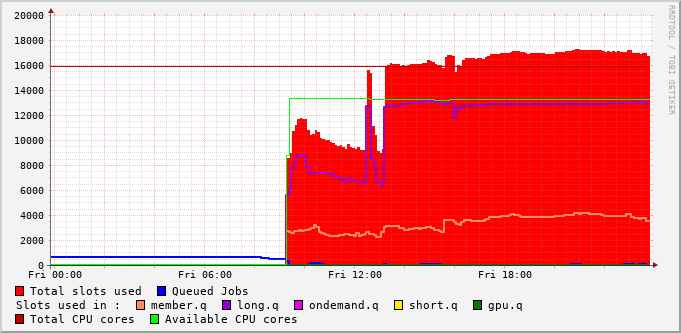 20000
18000
16000
14000
12000
10000
8000
6000
4000
2000
0
Fri 00:00 Fri 06:00 Fri 12:00 Fri 18:00
RRDTOOL / TOBI OETIKER
Total slots used Queued Jobs
Slots used in : member.q long.q ondemand.q short.q gpu.q
Total CPU cores Available CPU cores